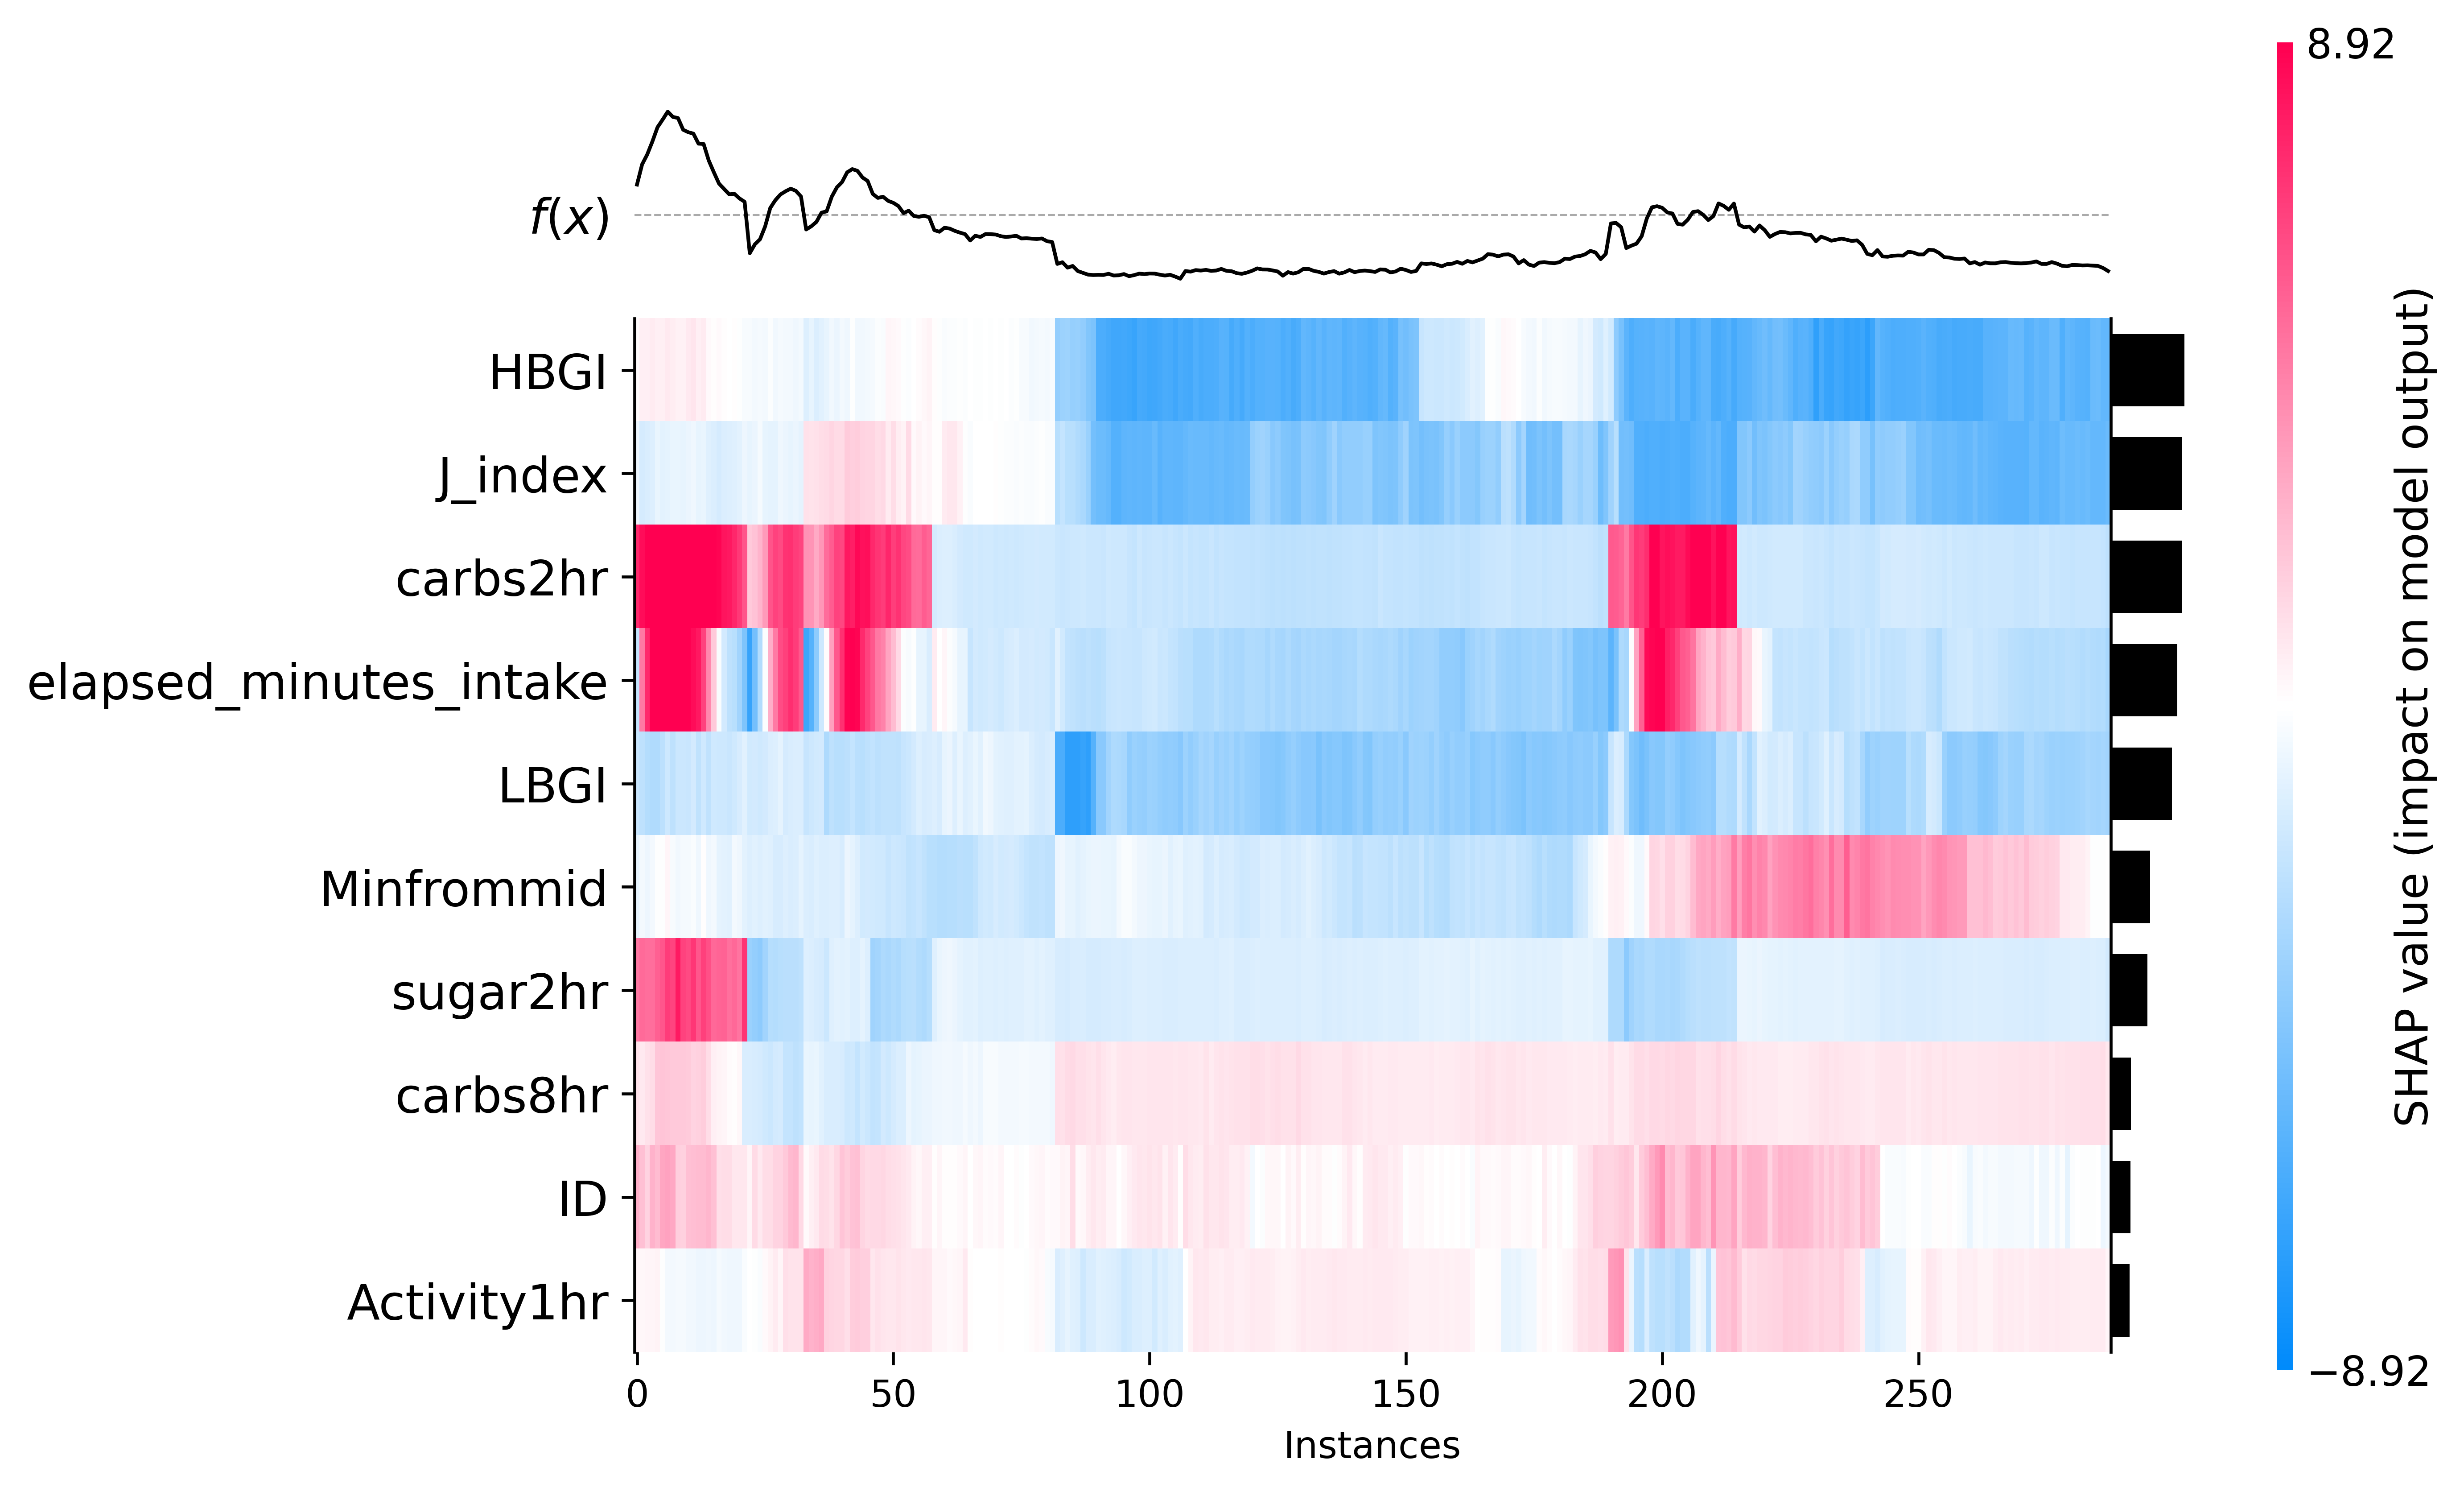 8.92
f(x)
HBGI
J_index
carbs2hr
elapsed_minutes_intake
LBGI
Minfrommid
sugar2hr
carbs8hr
ID
Activity1hr
0 50 100 150 200 250
Instances
−8.92
SHAP value (impact on model output)